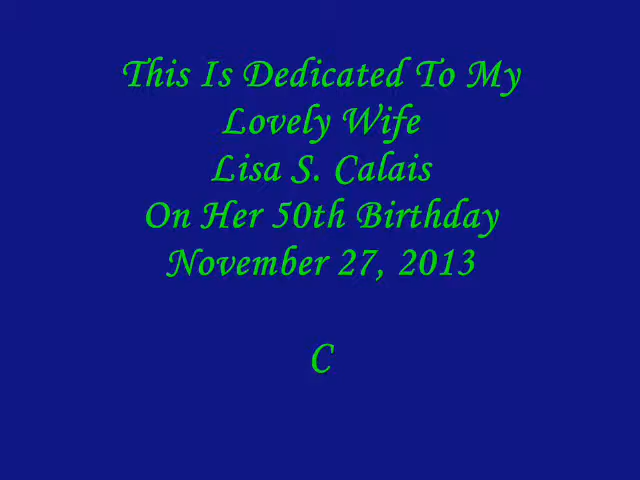 This Is Dedicated To My
Lovely Wife
Lisa S. Calais
On Her 50th Birthday
November 27, 2013
C